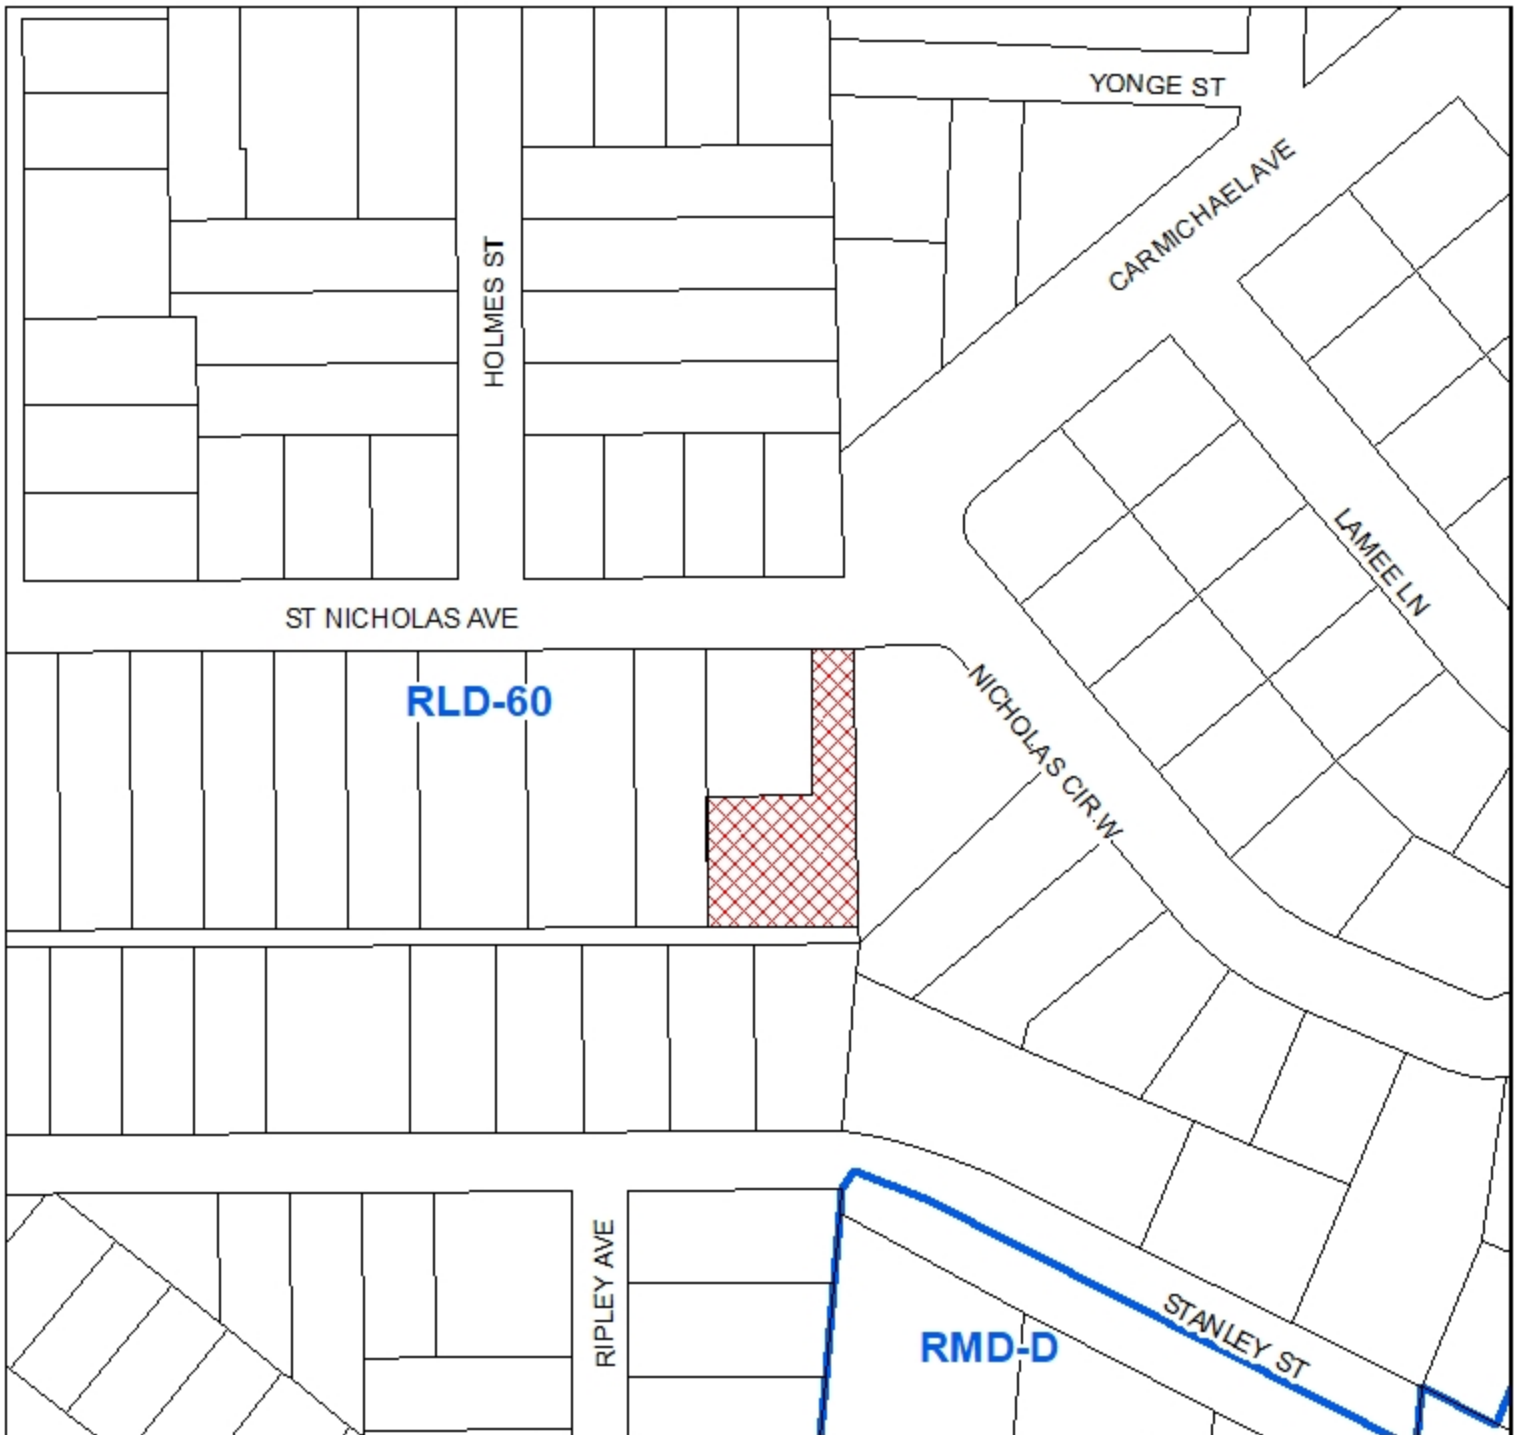 YONGE ST
CARMICHAEL AVE
HOLMES ST
LAMEE LN
ST NICHOLAS AVE
RLD-60
NICHOLAS CIR W
RIPLEY AVE
STANLEY ST
RMD-D